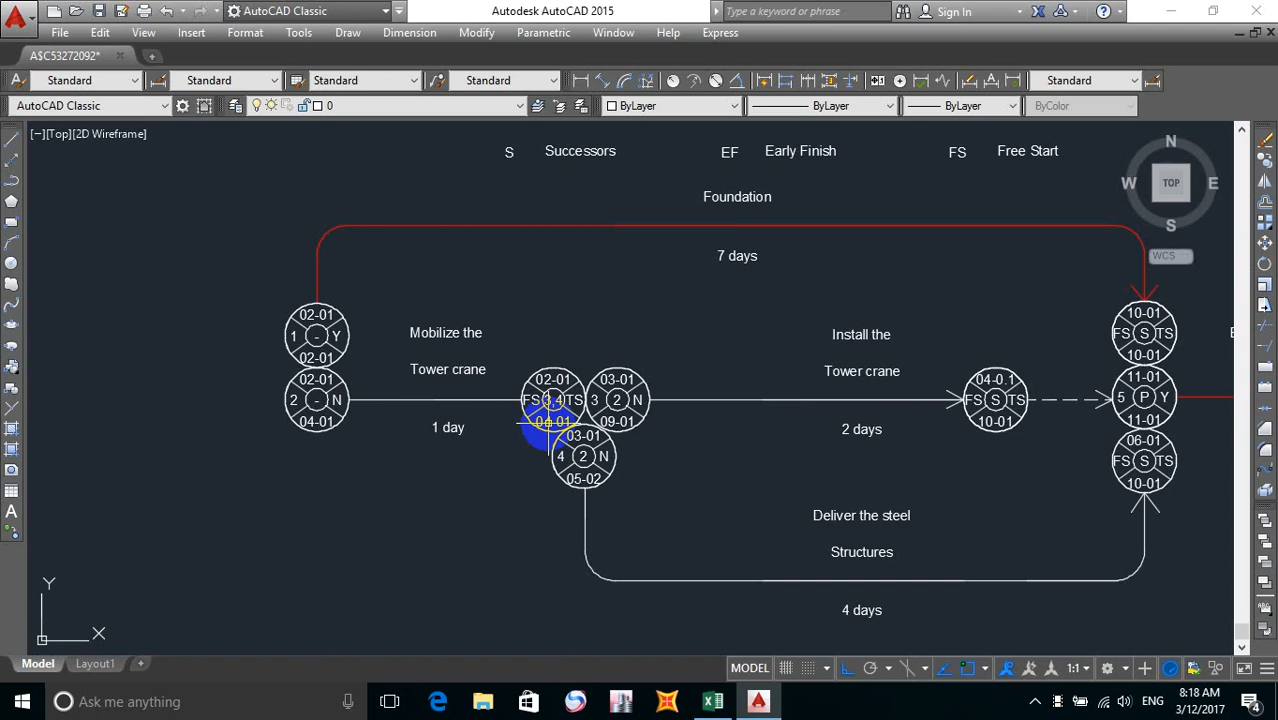 AutoCAD Classic
Autodesk AutoCAD 2015
Type a keyword or phrase
Sign In
File Edit View Insert Format Tools Draw Dimension Modify Parametric Window Help Express
A$C53272092*
Standard Standard Standard Standard Standard
AutoCAD Classic 0 ByLayer ByLayer ByLayer ByColor
[−][Top][2D Wireframe]
S Successors EF Early Finish FS Free Start
N
W TOP E
S
WCS
Foundation
7 days
02-01
1 - Y
02-01
02-01
2 - N
04-01
Mobilize the
Tower crane
1 day
02-01
FS 3,4 TS
03-01
3 2 N
09-01
03-01
4 2 N
05-02
Install the
Tower crane
2 days
04-0.1
FS S TS
10-01
10-01
FS S TS
10-01
11-01
5 P Y
11-01
06-01
FS S TS
10-01
Deliver the steel
Structures
4 days
Y
X
Model Layout1
MODEL 1:1
Ask me anything
ENG
8:18 AM
3/12/2017
4